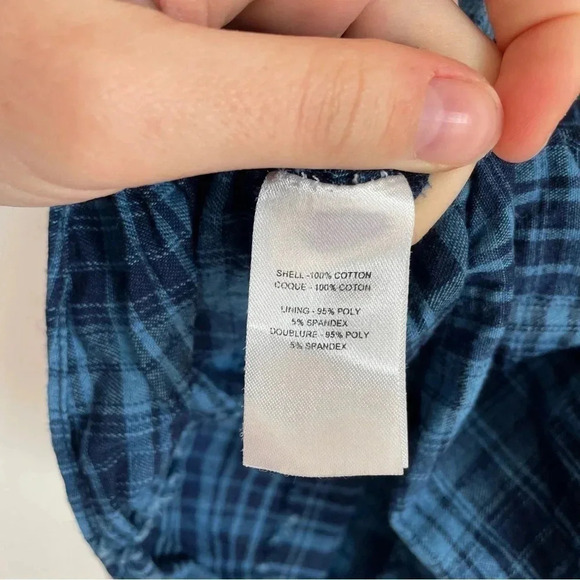 SHELL -100% COTTON
COQUE - 100% COTON
LINING - 95% POLY
5% SPANDEX
DOUBLURE - 95% POLY
5% SPANDEX